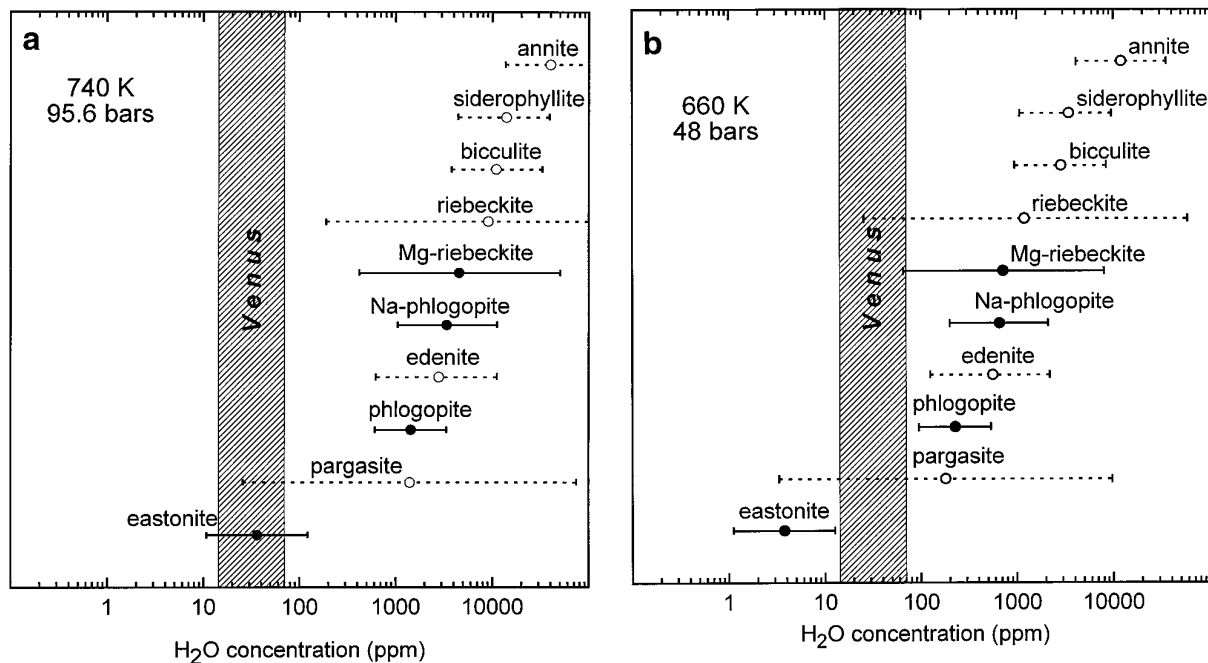 a
740 K
95.6 bars
annite
siderophyllite
bicculite
riebeckite
Mg-riebeckite
Na-phlogopite
edenite
phlogopite
pargasite
eastonite
Venus
1 10 100 1000 10000
H₂O concentration (ppm)
b
660 K
48 bars
annite
siderophyllite
bicculite
riebeckite
Mg-riebeckite
Na-phlogopite
edenite
phlogopite
pargasite
eastonite
Venus
1 10 100 1000 10000
H₂O concentration (ppm)